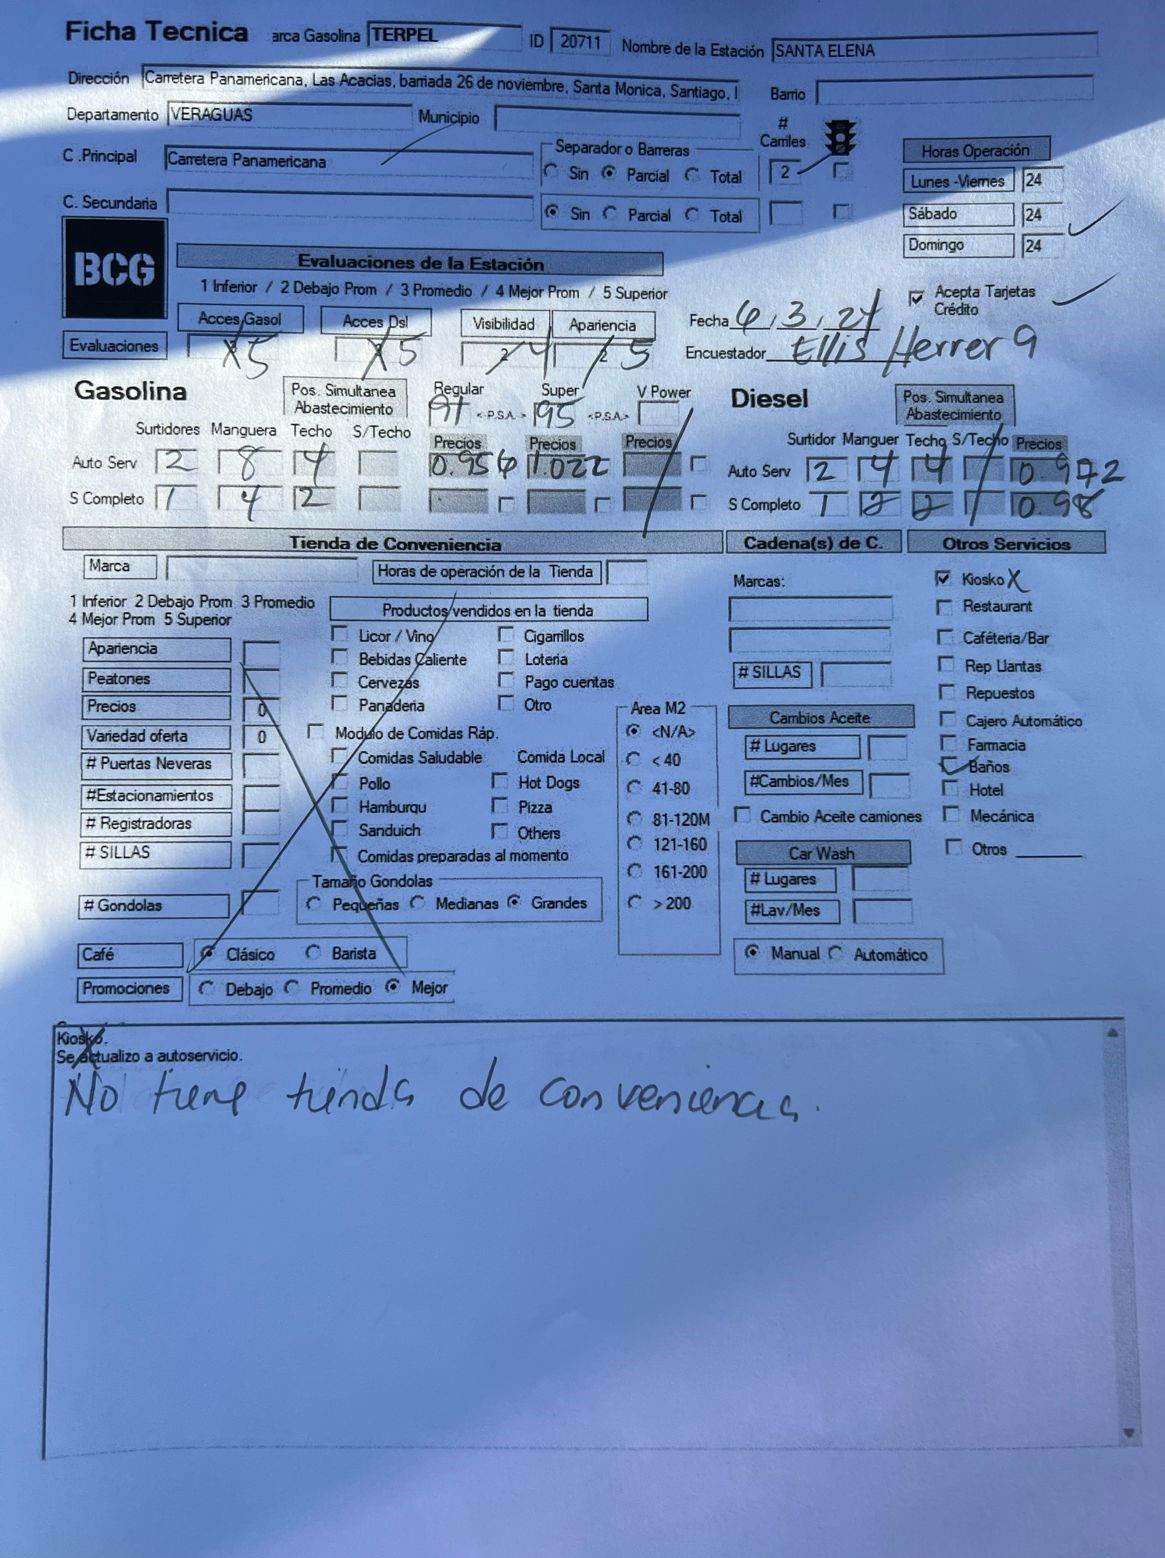 Ficha Tecnica arca Gasolina TERPEL ID 20711 Nombre de la Estación SANTA ELENA
Dirección Carretera Panamericana, Las Acacias, barriada 26 de noviembre, Santa Monica, Santiago, I Barrio
Departamento VERAGUAS Municipio # Carriles
C .Principal Carretera Panamericana Separador o Barreras Sin Parcial Total 2
C. Secundaria Sin Parcial Total
Horas Operación
Lunes -Viernes 24
Sábado 24
Domingo 24
BCG
Evaluaciones de la Estación
1 Inferior / 2 Debajo Prom / 3 Promedio / 4 Mejor Prom / 5 Superior
Acces Gasol Acces Dsl Visibilidad Apariencia
Evaluaciones 5 5 4 5
Acepta Tarjetas
Crédito
Fecha 6, 3, 24
Encuestador Ellis Herrera
Gasolina Pos. Simultanea Abastecimiento Regular 91 <P.S.A.> Super 95 <P.S.A.> V Power
Surtidores Manguera Techo S/Techo Precios Precios Precios
Auto Serv 2 8 4 0.956 1.022
S Completo 1 4 2
Diesel Pos. Simultanea Abastecimiento
Surtidor Manguer Techo S/Techo Precios
Auto Serv 2 4 4 0.972
S Completo 1 2 2 0.98
Tienda de Conveniencia
Marca Horas de operación de la Tienda
1 Inferior 2 Debajo Prom 3 Promedio
4 Mejor Prom 5 Superior
Apariencia
Peatones
Precios 0
Variedad oferta 0
# Puertas Neveras
#Estacionamientos
# Registradoras
# SILLAS
# Gondolas
Productos vendidos en la tienda
Licor / Vino Cigarrillos
Bebidas Caliente Loteria
Cervezas Pago cuentas
Panaderia Otro
Modulo de Comidas Ráp.
Comidas Saludable Comida Local
Pollo Hot Dogs
Hamburqu Pizza
Sanduich Others
Comidas preparadas al momento
Tamaño Gondolas
Pequeñas Medianas Grandes
Café Clásico Barista
Promociones Debajo Promedio Mejor
Area M2
<N/A>
< 40
41-80
81-120M
121-160
161-200
> 200
Cadena(s) de C.
Marcas:
# SILLAS
Cambios Aceite
# Lugares
#Cambios/Mes
Cambio Aceite camiones
Car Wash
# Lugares
#Lav/Mes
Manual Automático
Otros Servicios
Kiosko X
Restaurant
Caféteria/Bar
Rep Llantas
Repuestos
Cajero Automático
Farmacia
Baños
Hotel
Mecánica
Otros
Kiosko.
Se actualizo a autoservicio.
No tiene tienda de conveniencia.